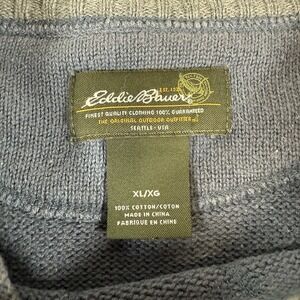 EST. 1920
Eddie Bauer
FINEST QUALITY CLOTHING 100% GUARANTEED
THE ORIGINAL OUTDOOR OUTFITTER
SEATTLE · USA
XL/XG
100% COTTON/COTON
MADE IN CHINA
FABRIQUÉ EN CHINE